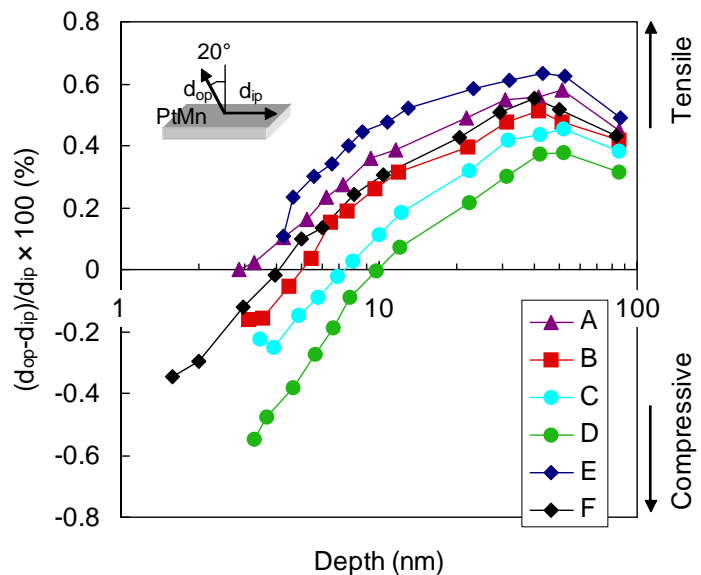 0.8
0.6
0.4
0.2
0
-0.2
-0.4
-0.6
-0.8
1
10
100
(dop-dip)/dip × 100 (%)
Depth (nm)
20°
dop
dip
PtMn
Tensile
Compressive
A
B
C
D
E
F